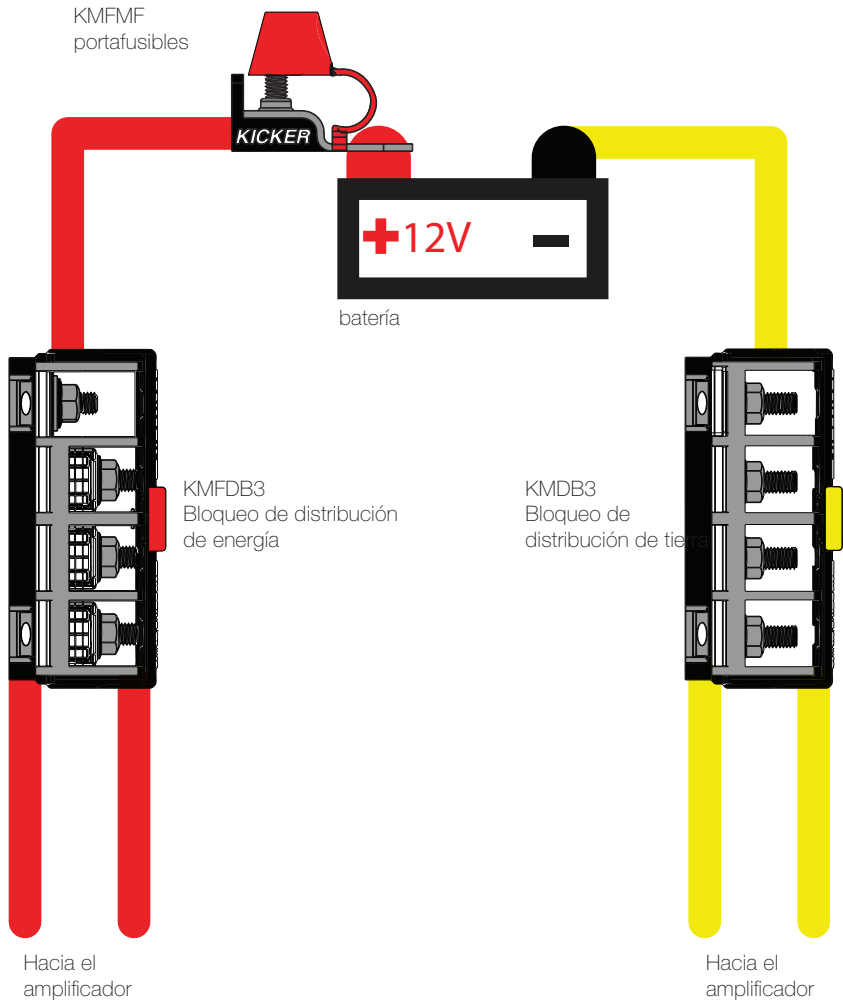 KMFMF
portafusibles
KICKER
+12V -
batería
KMFDB3
Bloqueo de distribución
de energía
KMDB3
Bloqueo de
distribución de tierra
Hacia el
amplificador
Hacia el
amplificador